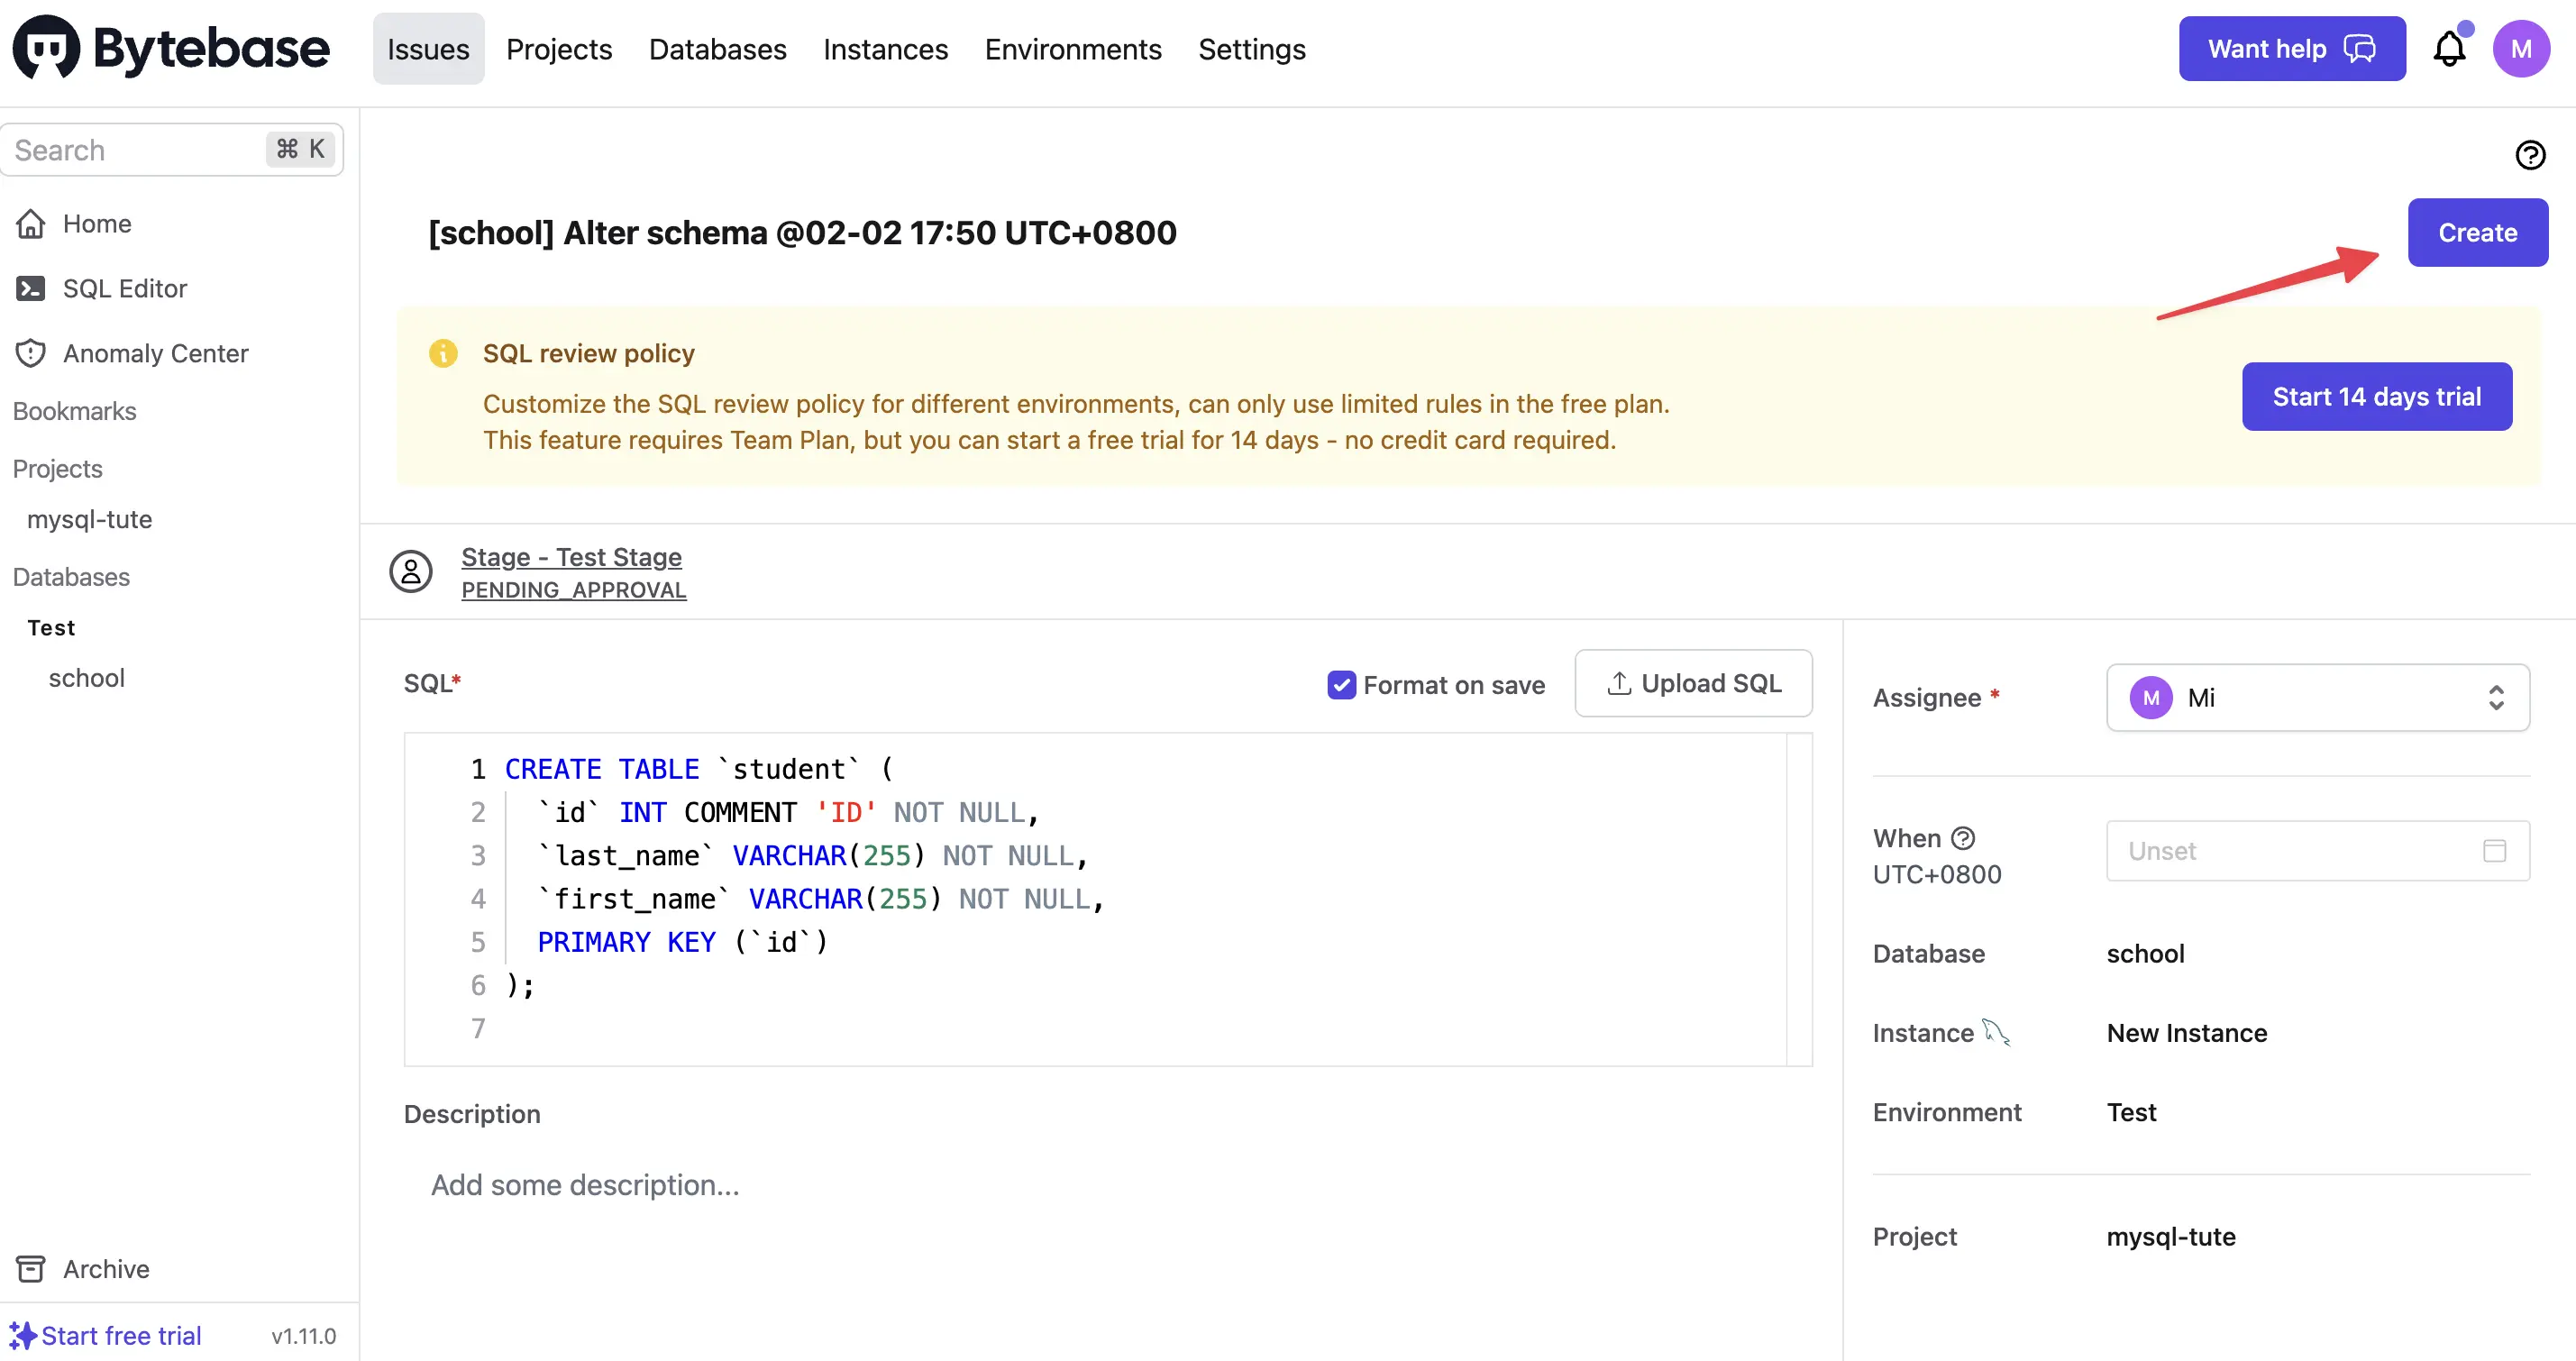 Bytebase
Issues Projects Databases Instances Environments Settings
Want help
M
Search ⌘ K
Home
SQL Editor
Anomaly Center
Bookmarks
Projects
mysql-tute
Databases
Test
school
Archive
Start free trial v1.11.0
[school] Alter schema @02-02 17:50 UTC+0800
Create
SQL review policy
Customize the SQL review policy for different environments, can only use limited rules in the free plan.
This feature requires Team Plan, but you can start a free trial for 14 days - no credit card required.
Start 14 days trial
Stage - Test Stage
PENDING_APPROVAL
SQL*
Format on save
Upload SQL
1 CREATE TABLE `student` (
2 `id` INT COMMENT 'ID' NOT NULL,
3 `last_name` VARCHAR(255) NOT NULL,
4 `first_name` VARCHAR(255) NOT NULL,
5 PRIMARY KEY (`id`)
6 );
7
Description
Add some description...
Assignee * M Mi
When
UTC+0800
Unset
Database school
Instance New Instance
Environment Test
Project mysql-tute